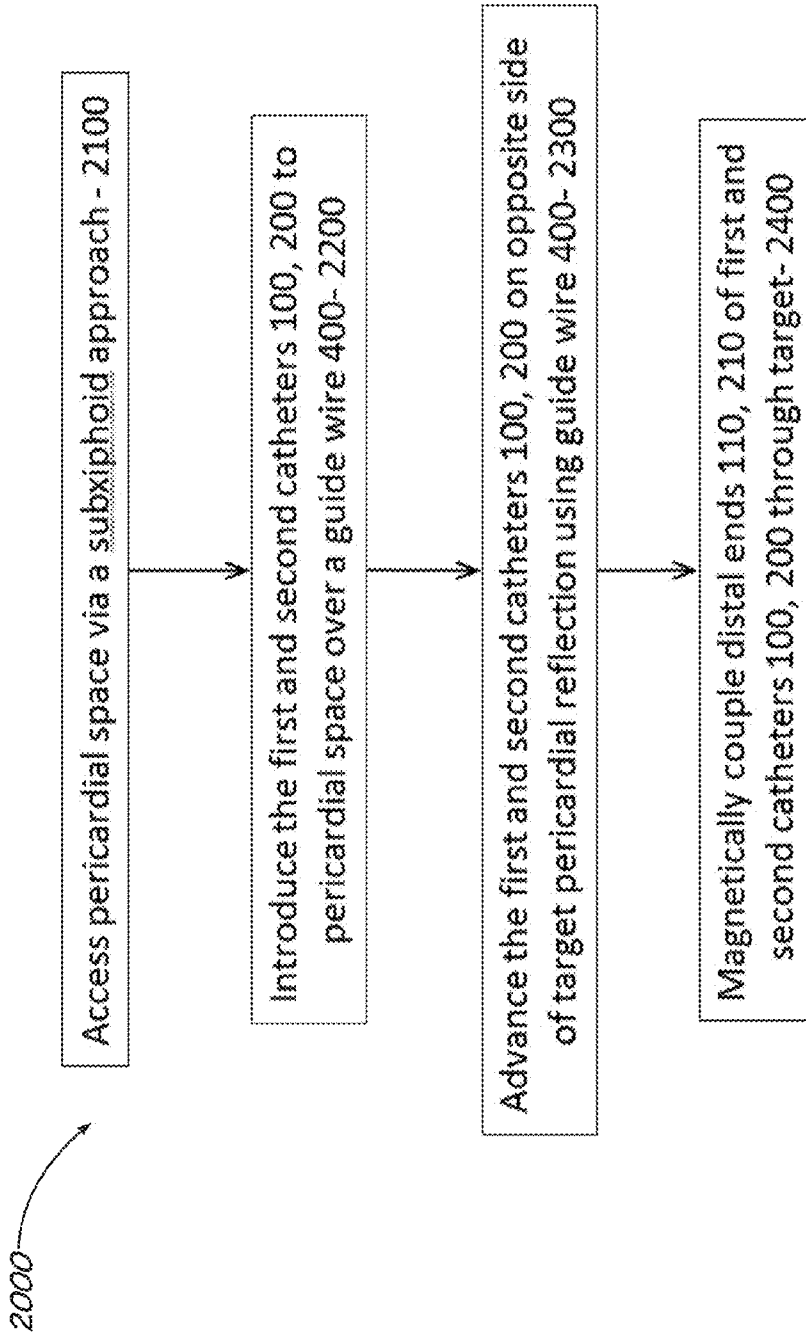 2000
Access pericardial space via a subxiphoid approach - 2100
Introduce the first and second catheters 100, 200 to
pericardial space over a guide wire 400- 2200
Advance the first and second catheters 100, 200 on opposite side
of target pericardial reflection using guide wire 400- 2300
Magnetically couple distal ends 110, 210 of first and
second catheters 100, 200 through target- 2400